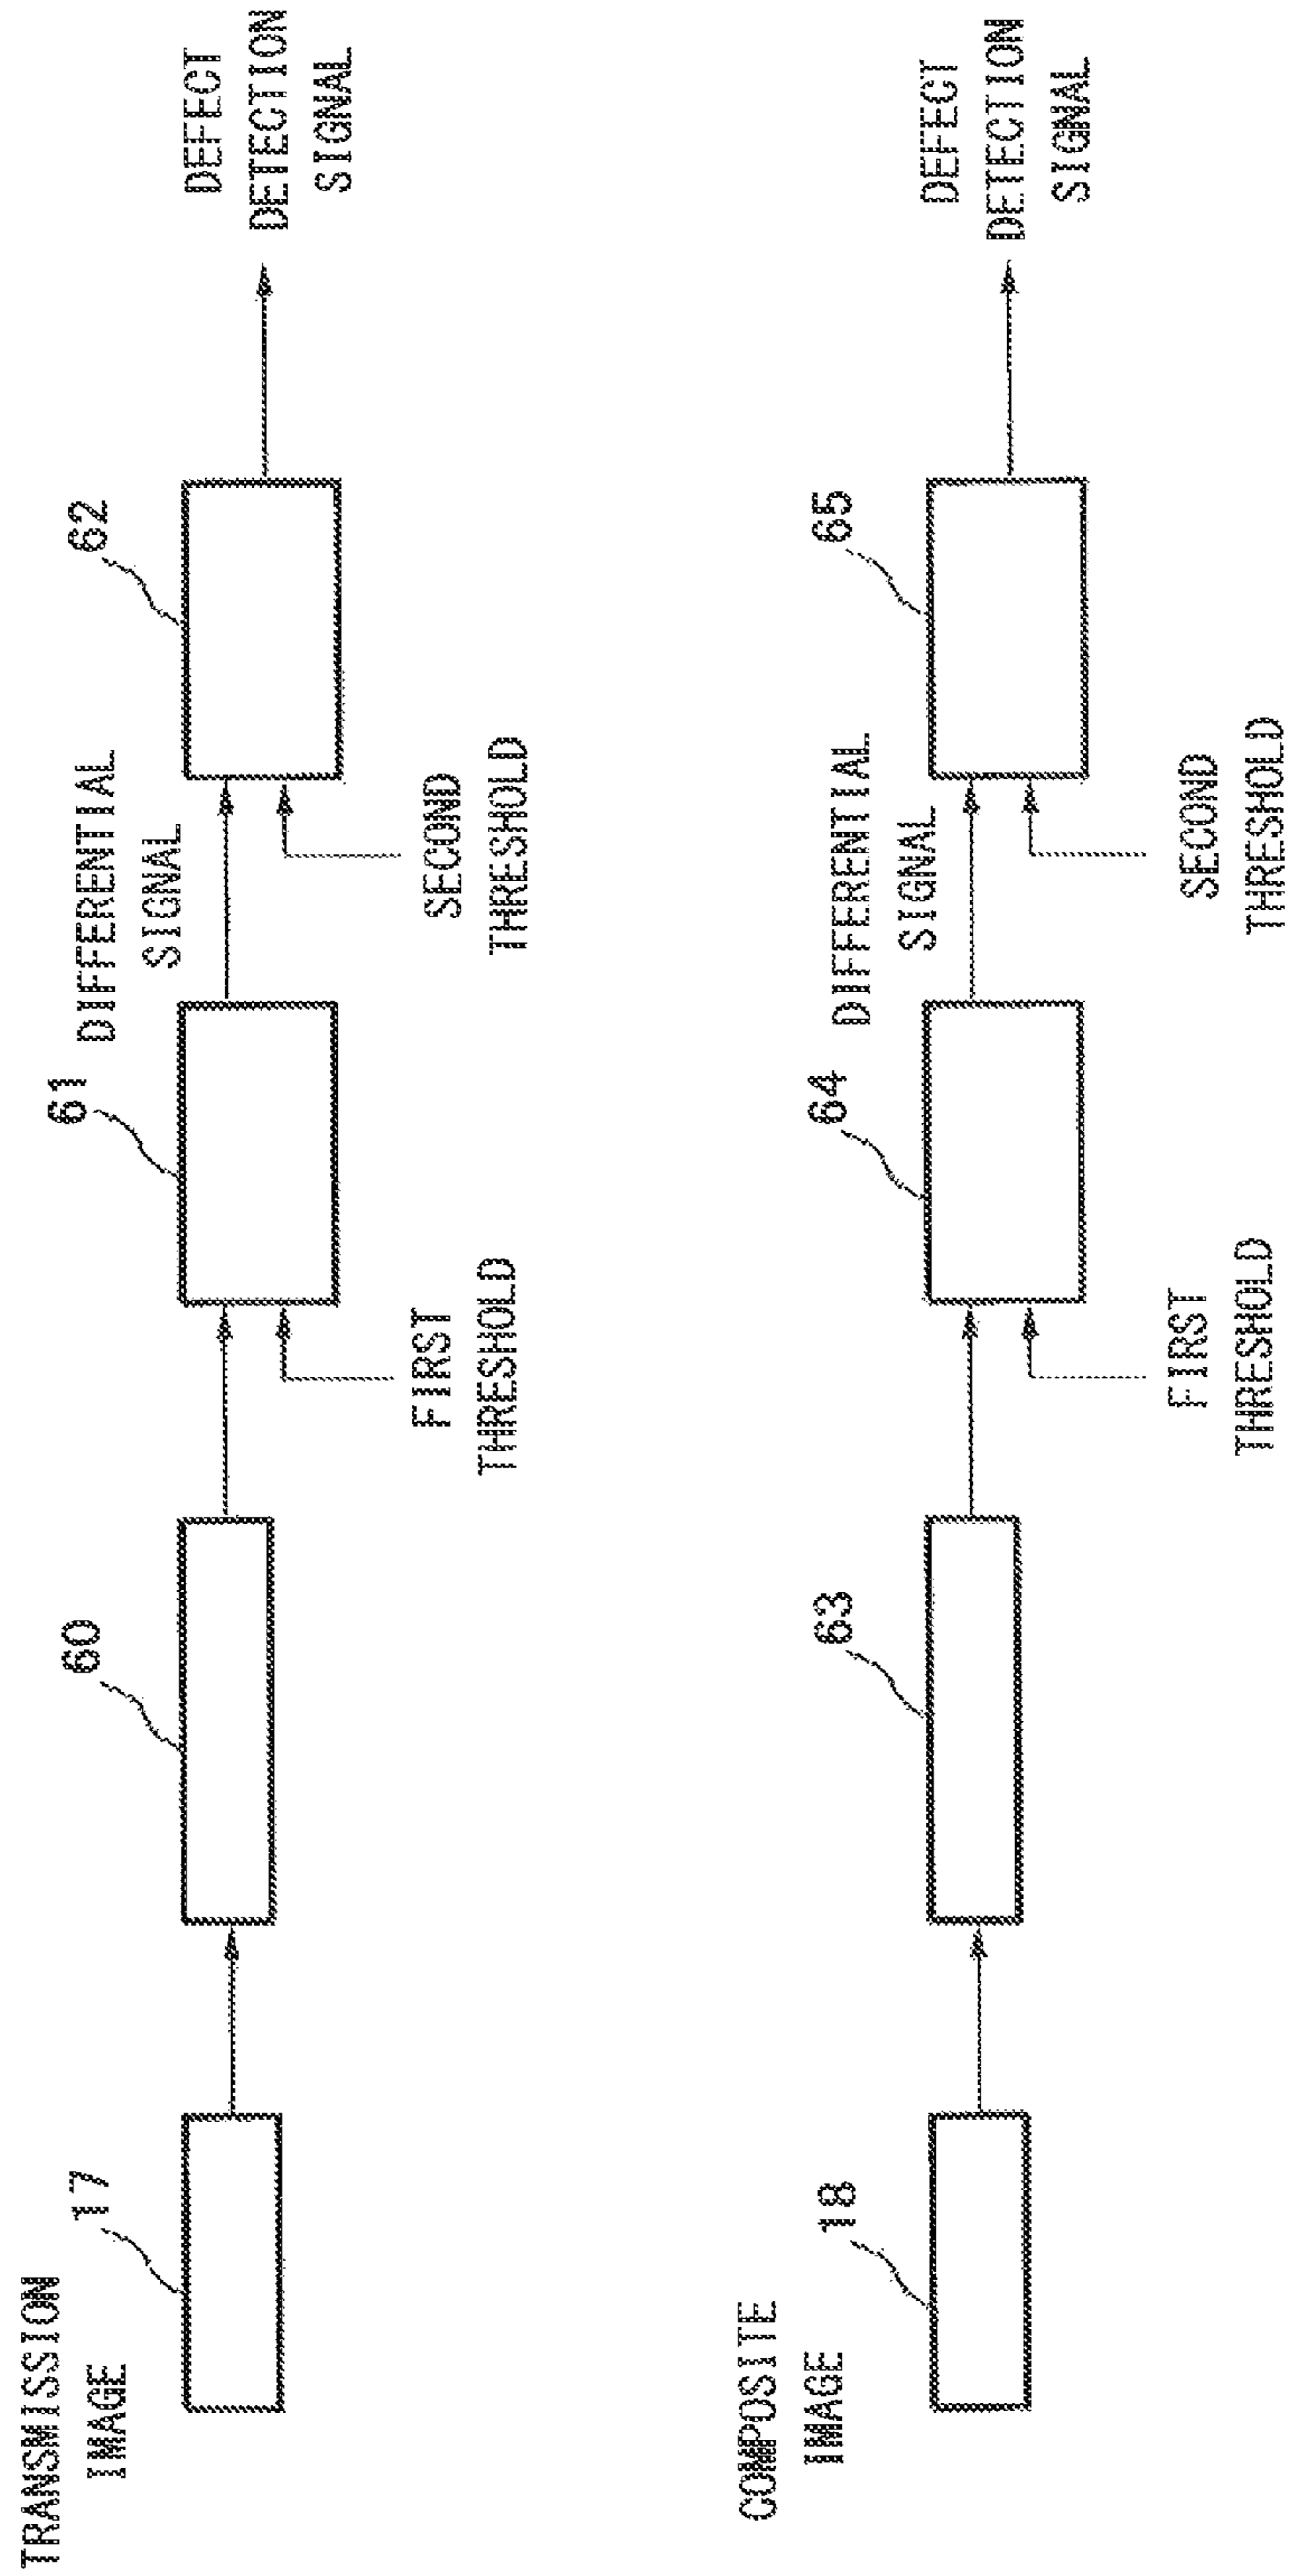 TRANSMISSION
IMAGE
17
60
61
FIRST
THRESHOLD
DIFFERENTIAL
SIGNAL
62
SECOND
THRESHOLD
DEFECT
DETECTION
SIGNAL
COMPOSITE
IMAGE
18
63
64
FIRST
THRESHOLD
DIFFERENTIAL
SIGNAL
65
SECOND
THRESHOLD
DEFECT
DETECTION
SIGNAL